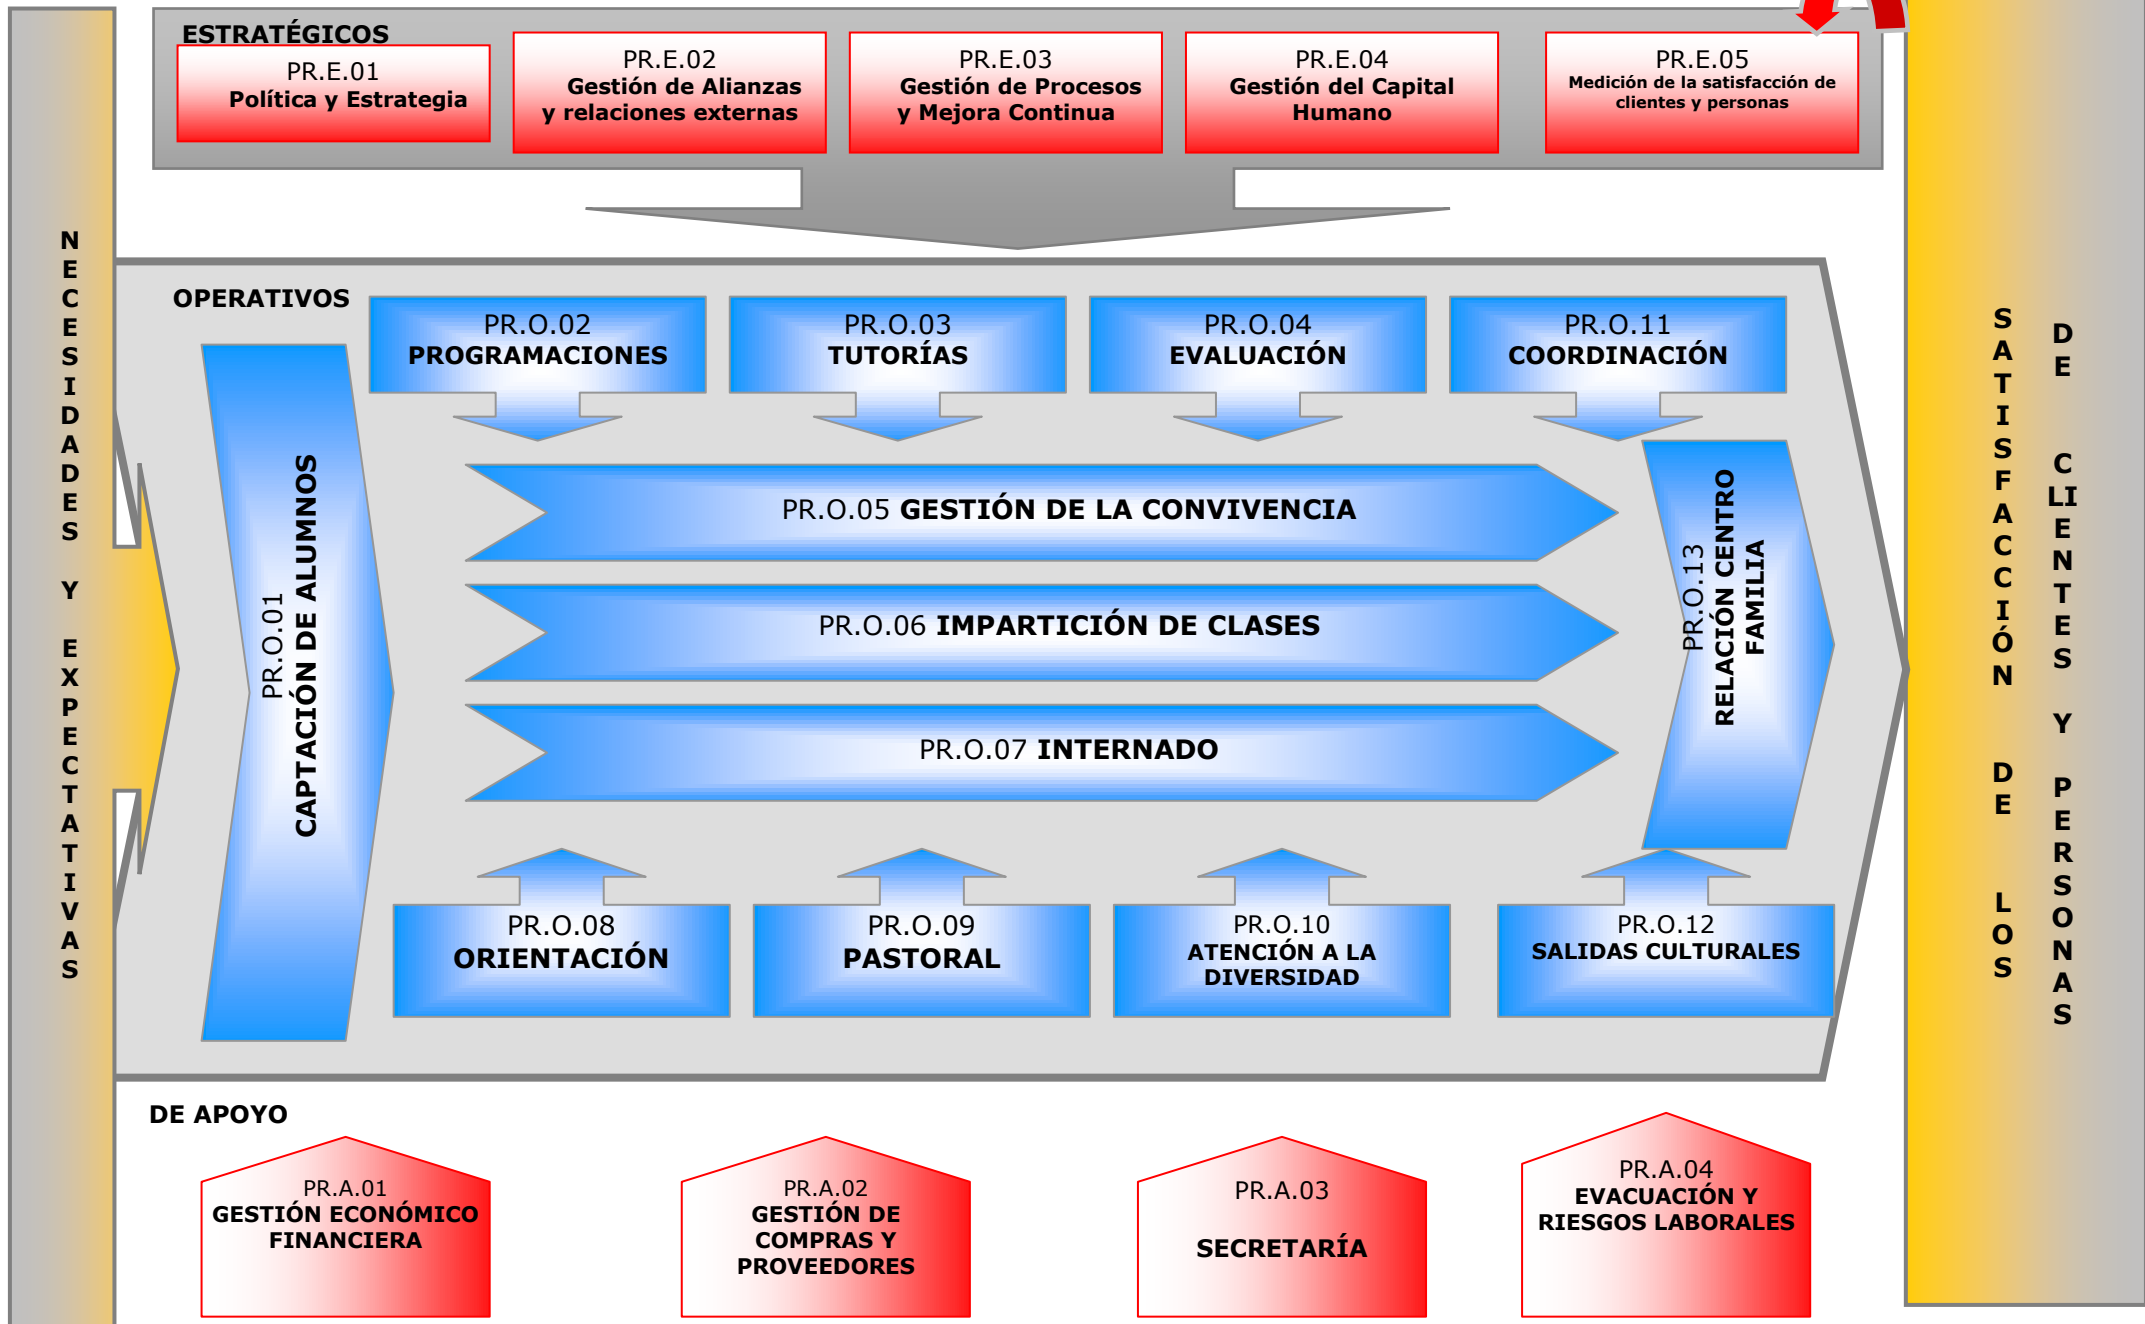 ESTRATÉGICOS
PR.E.01
Política y Estrategia
PR.E.02
Gestión de Alianzas
y relaciones externas
PR.E.03
Gestión de Procesos
y Mejora Continua
PR.E.04
Gestión del Capital
Humano
PR.E.05
Medición de la satisfacción de
clientes y personas
NECESIDADES Y EXPECTATIVAS
OPERATIVOS
PR.O.02
PROGRAMACIONES
PR.O.03
TUTORÍAS
PR.O.04
EVALUACIÓN
PR.O.11
COORDINACIÓN
PR.O.01
CAPTACIÓN DE ALUMNOS
PR.O.05 GESTIÓN DE LA CONVIVENCIA
PR.O.06 IMPARTICIÓN DE CLASES
PR.O.07 INTERNADO
PR.O.13
RELACIÓN CENTRO
FAMILIA
PR.O.08
ORIENTACIÓN
PR.O.09
PASTORAL
PR.O.10
ATENCIÓN A LA
DIVERSIDAD
PR.O.12
SALIDAS CULTURALES
SATISFACCIÓN DE LOS
DE CLIENTES Y PERSONAS
DE APOYO
PR.A.01
GESTIÓN ECONÓMICO
FINANCIERA
PR.A.02
GESTIÓN DE
COMPRAS Y
PROVEEDORES
PR.A.03
SECRETARÍA
PR.A.04
EVACUACIÓN Y
RIESGOS LABORALES